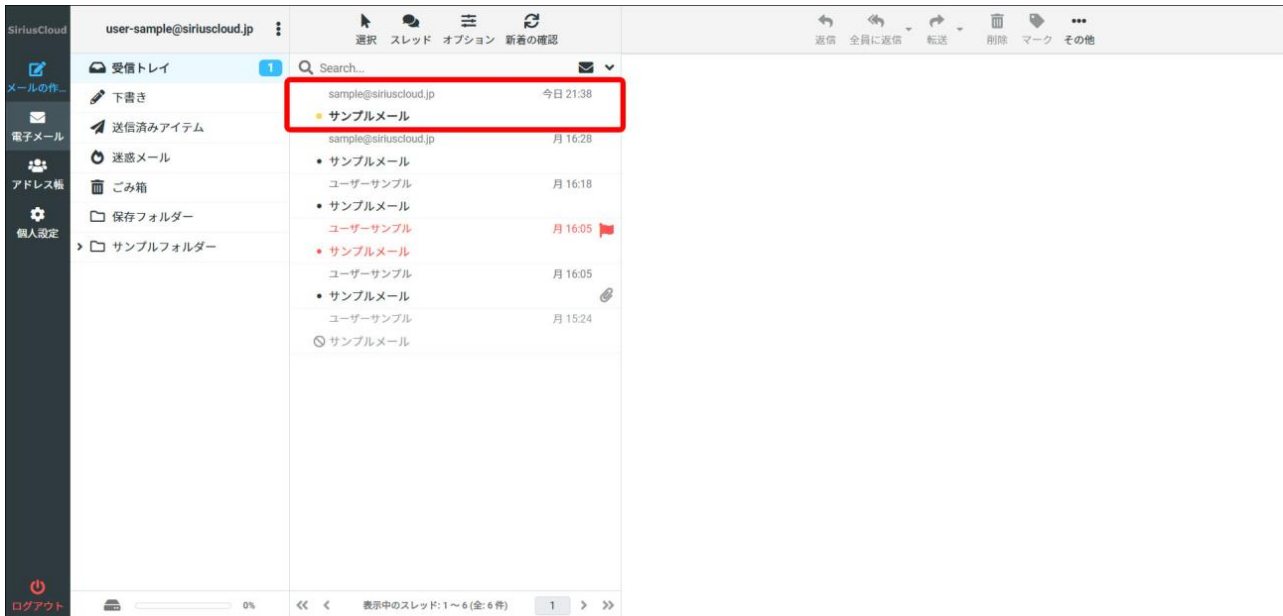 SiriusCloud
メールの作…
電子メール
アドレス帳
個人設定
ログアウト
user-sample@siriuscloud.jp
受信トレイ 1
下書き
送信済みアイテム
迷惑メール
ごみ箱
保存フォルダー
サンプルフォルダー
0%
選択 スレッド オプション 新着の確認
Search...
sample@siriuscloud.jp 今日 21:38
サンプルメール
sample@siriuscloud.jp 月 16:28
サンプルメール
ユーザーサンプル 月 16:18
サンプルメール
ユーザーサンプル 月 16:05
サンプルメール
ユーザーサンプル 月 16:05
サンプルメール
ユーザーサンプル 月 15:24
サンプルメール
表示中のスレッド: 1 ～ 6 (全: 6 件) 1
返信 全員に返信 転送 削除 マーク その他